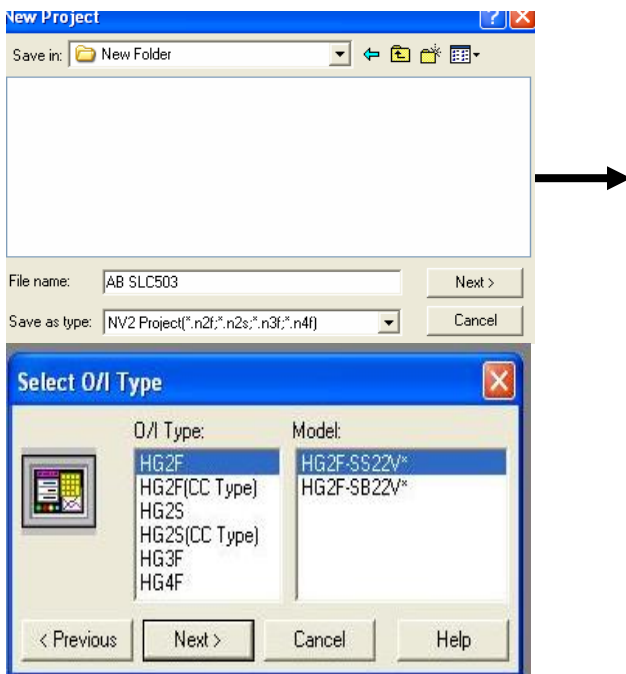 New Project
Save in: New Folder
File name: AB SLC503 Next >
Save as type: NV2 Project(*.n2f;*.n2s;*.n3f;*.n4f) Cancel
Select O/I Type
O/I Type: Model:
HG2F HG2F-SS22V*
HG2F(CC Type) HG2F-SB22V*
HG2S
HG2S(CC Type)
HG3F
HG4F
< Previous Next > Cancel Help